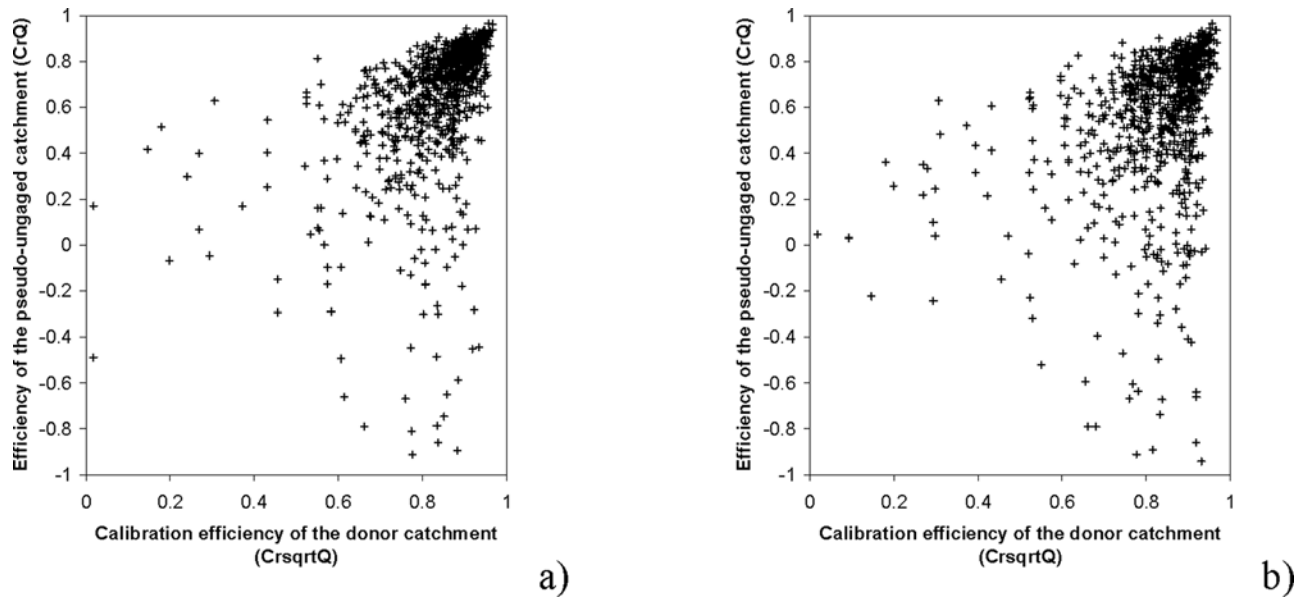 Efficiency of the pseudo-ungaged catchment (CrQ)
1
0.8
0.6
0.4
0.2
0
-0.2
-0.4
-0.6
-0.8
-1
0 0.2 0.4 0.6 0.8 1
Calibration efficiency of the donor catchment
(CrsqrtQ)
a)
Efficiency of the pseudo-ungaged catchment (CrQ)
1
0.8
0.6
0.4
0.2
0
-0.2
-0.4
-0.6
-0.8
-1
0 0.2 0.4 0.6 0.8 1
Calibration efficiency of the donor catchment
(CrsqrtQ)
b)